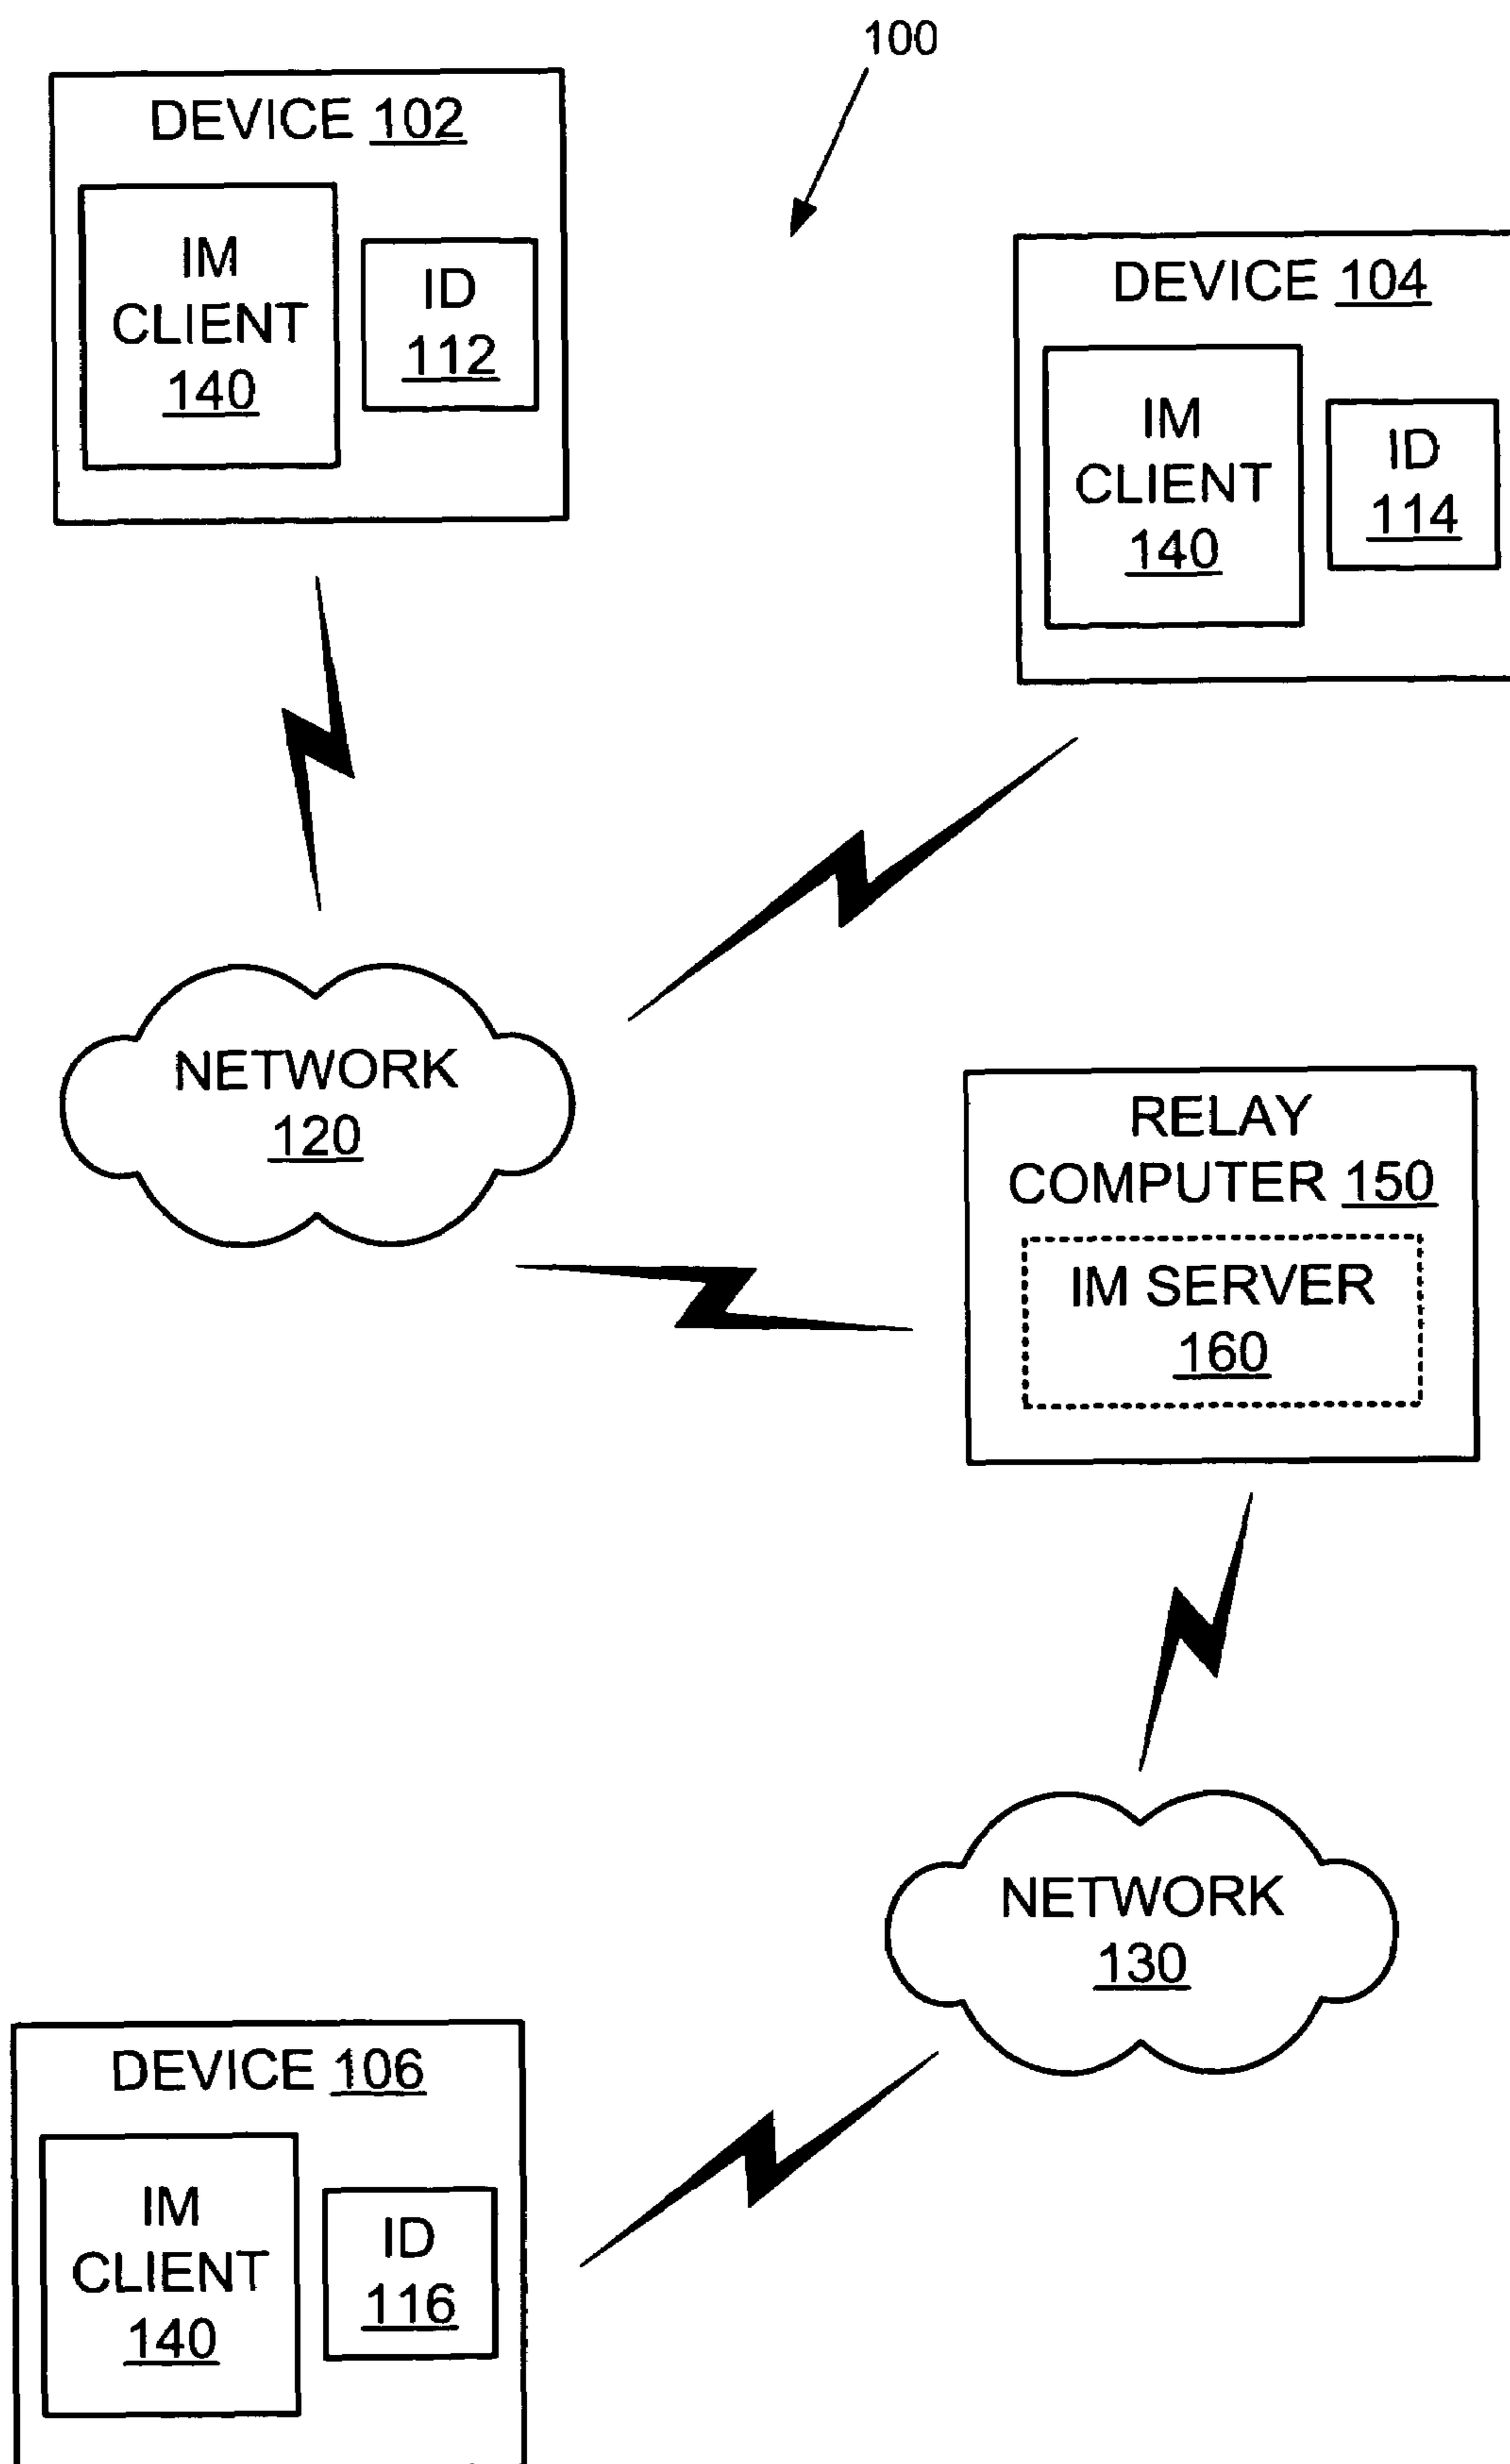 100
DEVICE 102
IM
CLIENT
140
ID
112
DEVICE 104
IM
CLIENT
140
ID
114
NETWORK
120
RELAY
COMPUTER 150
IM SERVER
160
NETWORK
130
DEVICE 106
IM
CLIENT
140
ID
116